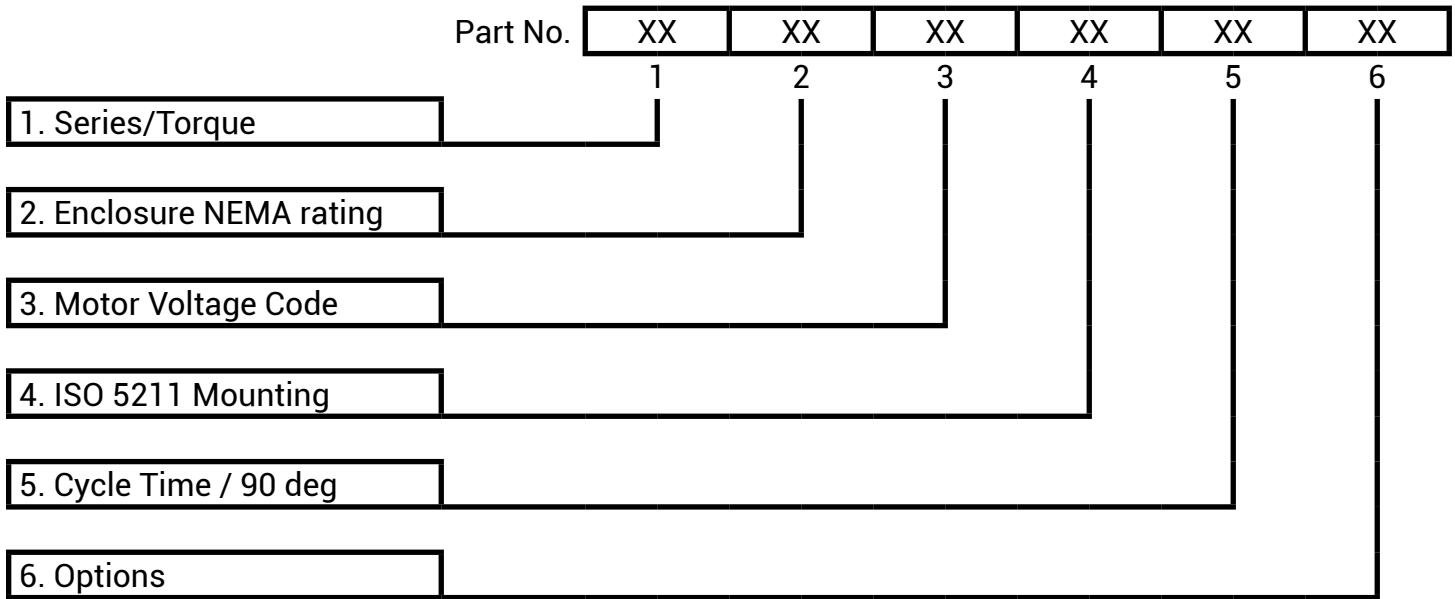 Part No. XX XX XX XX XX XX
1 2 3 4 5 6
1. Series/Torque
2. Enclosure NEMA rating
3. Motor Voltage Code
4. ISO 5211 Mounting
5. Cycle Time / 90 deg
6. Options